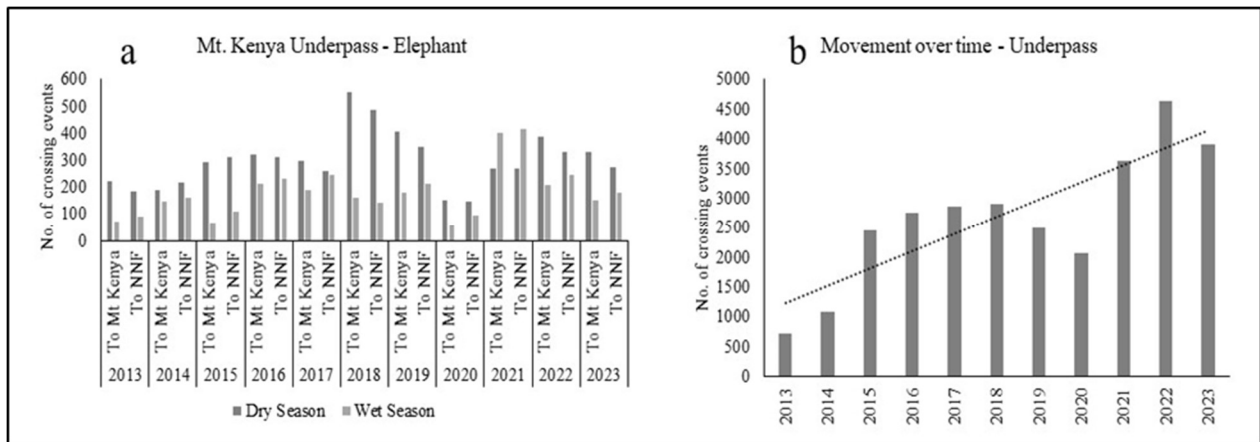 a
Mt. Kenya Underpass - Elephant
No. of crossing events
600
500
400
300
200
100
0
To Mt Kenya
To NNF
To Mt Kenya
To NNF
To Mt Kenya
To NNF
To Mt Kenya
To NNF
To Mt Kenya
To NNF
To Mt Kenya
To NNF
To Mt Kenya
To NNF
To Mt Kenya
To NNF
To Mt Kenya
To NNF
To Mt Kenya
To NNF
To Mt Kenya
To NNF
2013 2014 2015 2016 2017 2018 2019 2020 2021 2022 2023
Dry Season Wet Season
b
Movement over time - Underpass
No. of crossing events
5000
4500
4000
3500
3000
2500
2000
1500
1000
500
0
2013
2014
2015
2016
2017
2018
2019
2020
2021
2022
2023